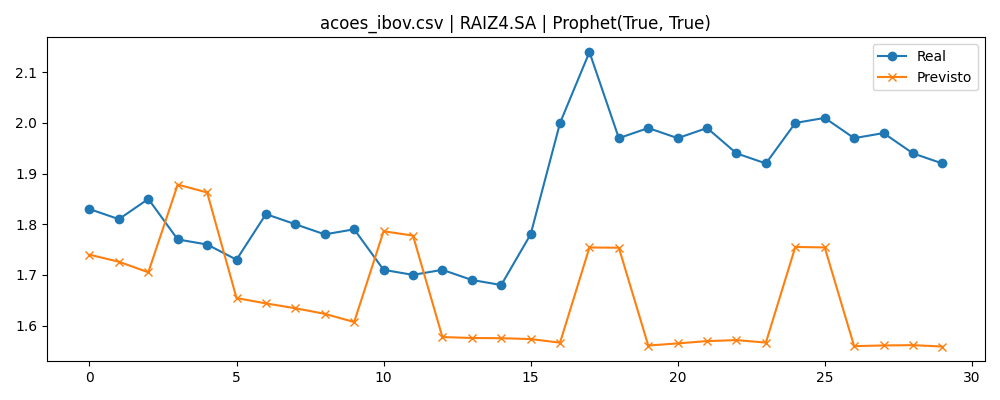 acoes_ibov.csv | RAIZ4.SA | Prophet(True, True)
Real
Previsto
2.1
2.0
1.9
1.8
1.7
1.6
0 5 10 15 20 25 30